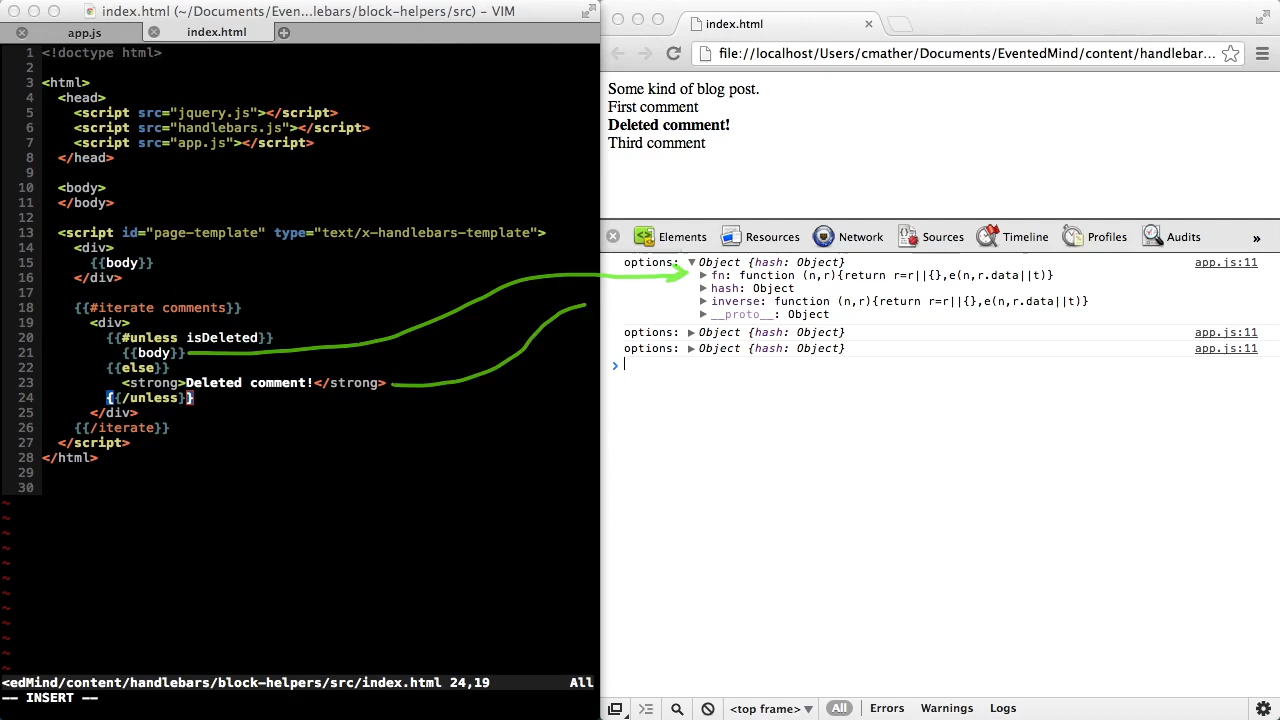 index.html (~/Documents/Even...lebars/block-helpers/src) – VIM
app.js index.html
1 <!doctype html>
2
3 <html>
4 <head>
5 <script src="jquery.js"></script>
6 <script src="handlebars.js"></script>
7 <script src="app.js"></script>
8 </head>
9
10 <body>
11 </body>
12
13 <script id="page-template" type="text/x-handlebars-template">
14 <div>
15 {{body}}
16 </div>
17
18 {{#iterate comments}}
19 <div>
20 {{#unless isDeleted}}
21 {{body}}
22 {{else}}
23 <strong>Deleted comment!</strong>
24 {{/unless}}
25 </div>
26 {{/iterate}}
27 </script>
28 </html>
29
30
~
~
~
~
~
~
~
~
~
~
~
~
<edMind/content/handlebars/block-helpers/src/index.html 24,19 All
-- INSERT --
index.html
file://localhost/Users/cmather/Documents/EventedMind/content/handlebar...
Some kind of blog post.
First comment
Deleted comment!
Third comment
Elements Resources Network Sources Timeline Profiles Audits »
options: ▼ Object {hash: Object} app.js:11
▶ fn: function (n,r){return r=r||{},e(n,r.data||t)}
▶ hash: Object
▶ inverse: function (n,r){return r=r||{},e(n,r.data||t)}
▶ __proto__: Object
options: ▶ Object {hash: Object} app.js:11
options: ▶ Object {hash: Object} app.js:11
>
<top frame> ▼ All Errors Warnings Logs